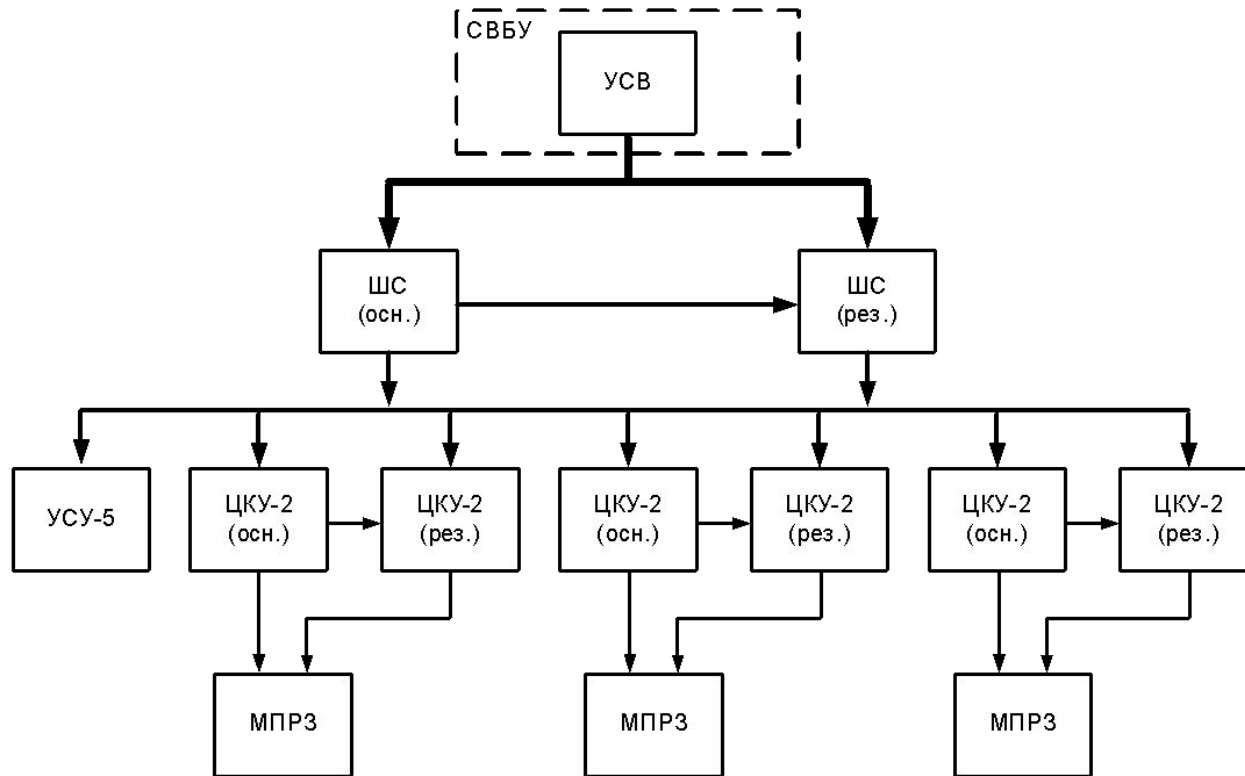 СВБУ
УСВ
ШС
(осн.)
ШС
(рез.)
УСУ-5
ЦКУ-2
(осн.)
ЦКУ-2
(рез.)
ЦКУ-2
(осн.)
ЦКУ-2
(рез.)
ЦКУ-2
(осн.)
ЦКУ-2
(рез.)
МПРЗ
МПРЗ
МПРЗ